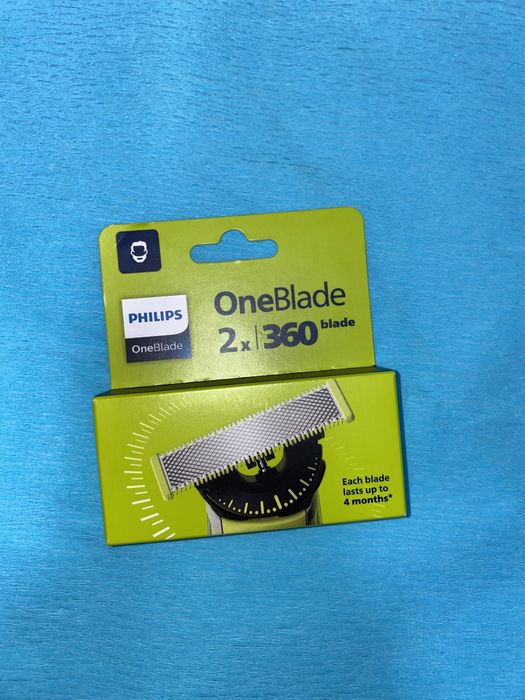 PHILIPS
OneBlade
OneBlade
2x | 360 blade
Each blade
lasts up to
4 months*